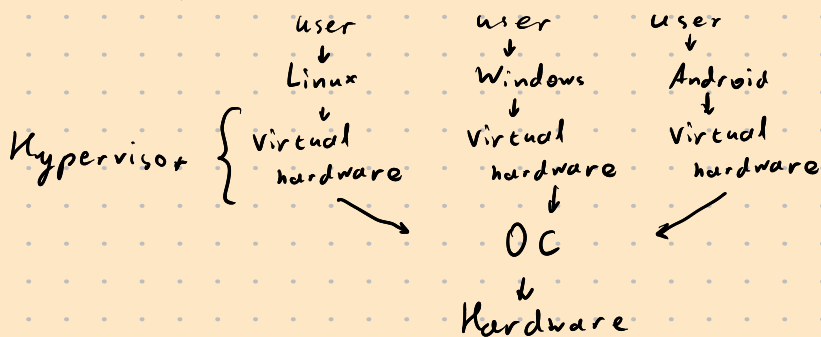 user user user
Linux Windows Android
Hypervisor { Virtual Virtual Virtual
hardware hardware hardware
OC
Hardware